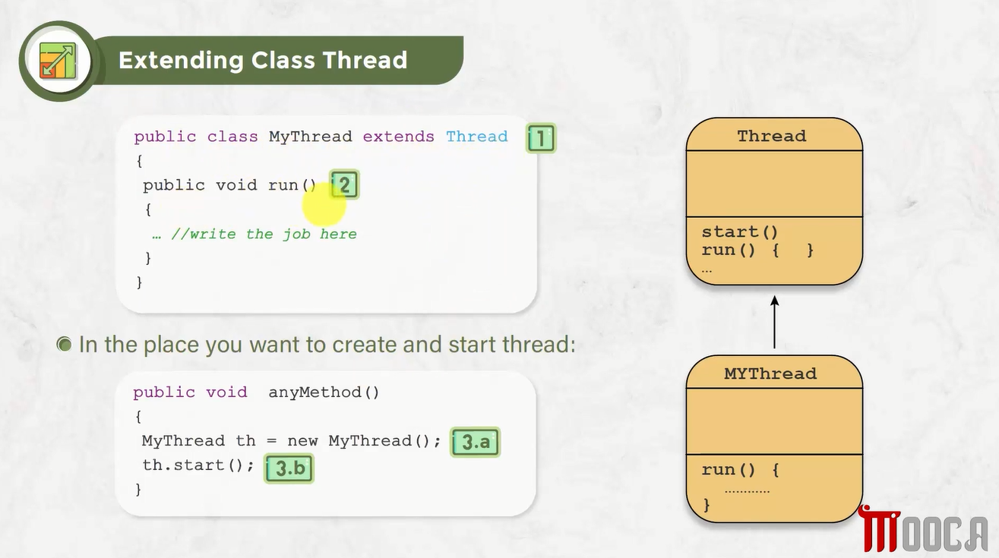 Extending Class Thread
public class MyThread extends Thread 1
{
public void run() 2
{
… //write the job here
}
}
In the place you want to create and start thread:
public void anyMethod()
{
MyThread th = new MyThread(); 3.a
th.start(); 3.b
}
Thread
start()
run() { }
…
MYThread
run() {
............
}
MOOCA